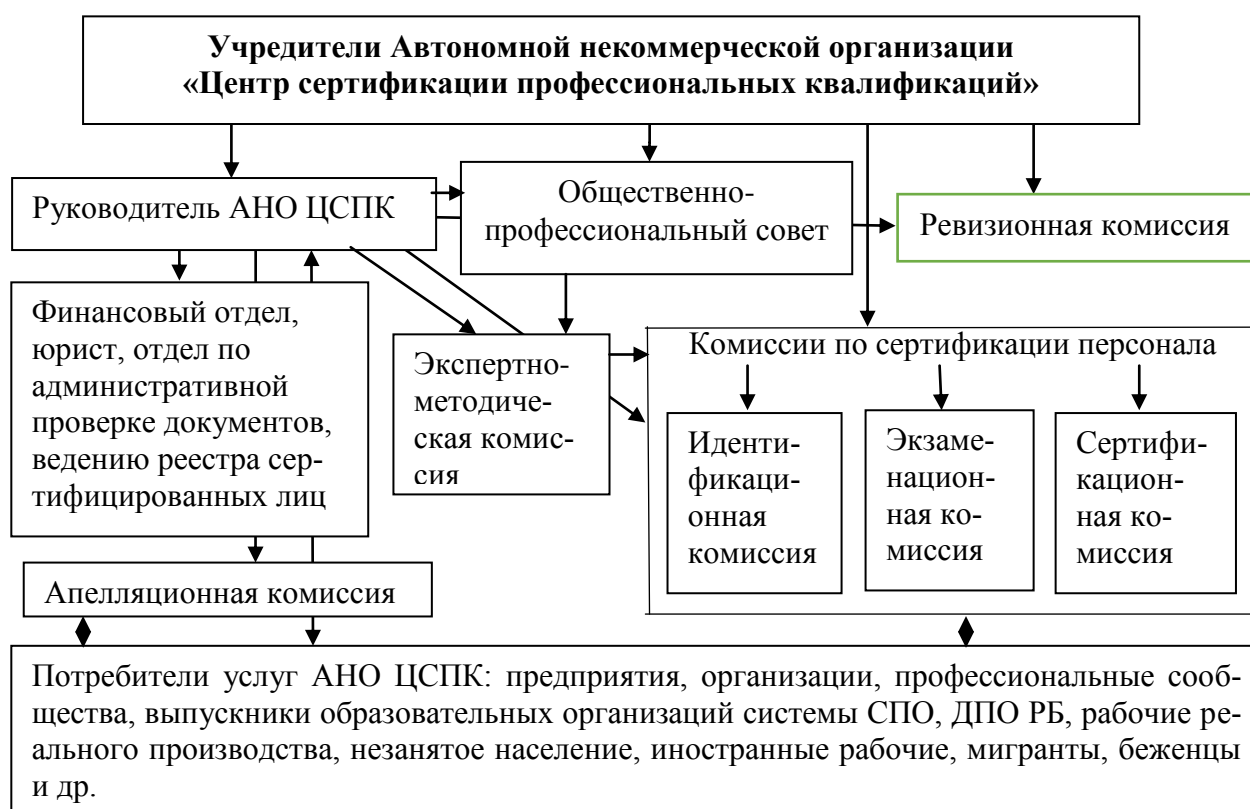 Учредители Автономной некоммерческой организации
«Центр сертификации профессиональных квалификаций»
Руководитель АНО ЦСПК
Общественно-
профессиональный совет
Ревизионная комиссия
Финансовый отдел,
юрист, отдел по
административной
проверке документов,
ведению реестра сер-
тифицированных лиц
Экспертно-
методиче-
ская комис-
сия
Комиссии по сертификации персонала
Иденти-
фикаци-
онная
комиссия
Экзаме-
национ-
ная ко-
миссия
Сертифи-
кацион-
ная ко-
миссия
Апелляционная комиссия
Потребители услуг АНО ЦСПК: предприятия, организации, профессиональные сооб-
щества, выпускники образовательных организаций системы СПО, ДПО РБ, рабочие ре-
ального производства, незанятое население, иностранные рабочие, мигранты, беженцы
и др.